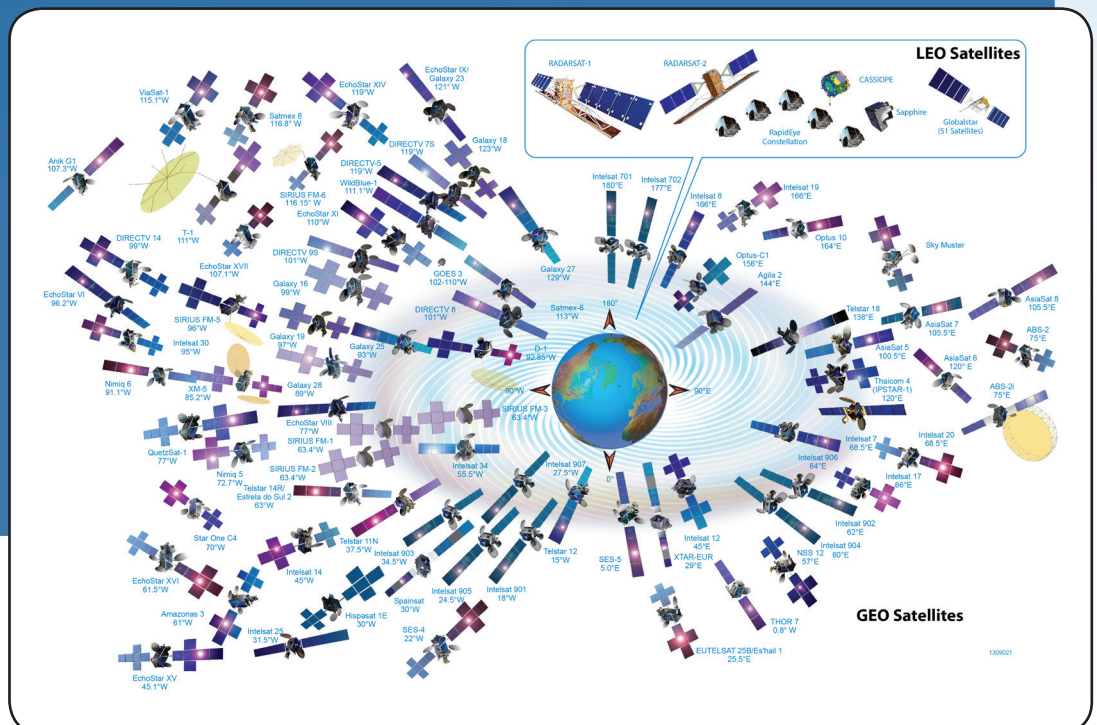 LEO Satellites
RADARSAT-1
RADARSAT-2
CASSIOPE
Sapphire
RapidEye
Constellation
Globalstar
(51 Satellites)
EchoStar IX/
Galaxy 23
121° W
EchoStar XIV
119°W
ViaSat-1
115.1° W
Satmex 8
116.8° W
Anik G1
107.3°W
DIRECTV 7S
119°W
Galaxy 18
123°W
DIRECTV-5
119°W
WildBlue-1
111.1°W
SIRIUS FM-6
116.15° W
EchoStar XI
110°W
T-1
111°W
DIRECTV 14
99°W
EchoStar XVII
107.1°W
DIRECTV 9S
101°W
GOES 3
102-110°W
Galaxy 27
129°W
Intelsat 701
180°E
Intelsat 702
177°E
Intelsat 8
166°E
Intelsat 19
166°E
Optus 10
164°E
Sky Muster
Optus-C1
156°E
Agila 2
144°E
EchoStar VI
96.2°W
Galaxy 16
99°W
SIRIUS FM-5
96°W
DIRECTV 8
101°W
Satmex-6
113°W
180°
Telstar 18
138°E
AsiaSat 8
105.5°E
AsiaSat 7
105.5°E
ABS-2
75°E
Intelsat 30
95°W
Galaxy 19
97°W
Galaxy 25
93°W
D-1
92.85°W
AsiaSat 5
100.5°E
AsiaSat 6
120° E
Nimiq 6
91.1°W
XM-5
85.2°W
Galaxy 28
89°W
90°W
90°E
Thaicom 4
(IPSTAR-1)
120°E
ABS-2i
75°E
EchoStar VIII
77°W
SIRIUS FM-3
63.4°W
SIRIUS FM-1
63.4°W
QuetzSat-1
77°W
Nimiq 5
72.7°W
SIRIUS FM-2
63.4°W
Intelsat 34
55.5°W
Intelsat 907
27.5°W
0°
Intelsat 7
68.5°E
Intelsat 20
68.5°E
Intelsat 906
64°E
Intelsat 17
66°E
Telstar 14R/
Estrela do Sul 2
63°W
Star One C4
70°W
Telstar 11N
37.5°W
Intelsat 903
34.5°W
Telstar 12
15°W
SES-5
5.0°E
Intelsat 12
45°E
XTAR-EUR
29°E
Intelsat 902
62°E
Intelsat 904
60°E
NSS 12
57°E
EchoStar XVI
61.5°W
Intelsat 14
45°W
Spainsat
30°W
Intelsat 905
24.5°W
Intelsat 901
18°W
Amazonas 3
61°W
Hispasat 1E
30°W
Intelsat 25
31.5°W
SES-4
22°W
THOR 7
0.8° W
GEO Satellites
EUTELSAT 25B/Es'hail 1
25.5°E
EchoStar XV
45.1°W
1309021